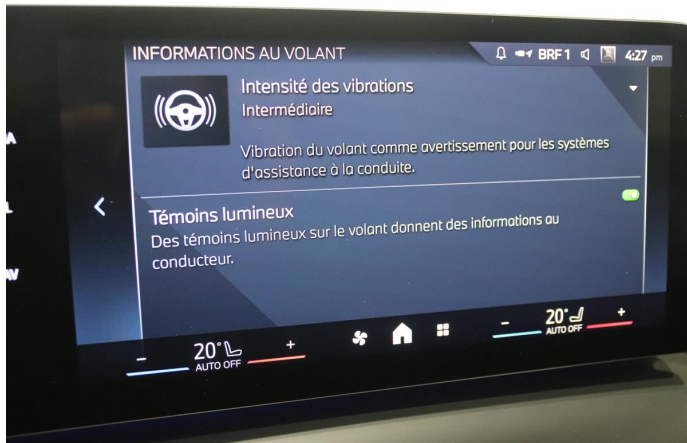 INFORMATIONS AU VOLANT
BRF 1 4:27 pm
Intensité des vibrations
Intermédiaire
Vibration du volant comme avertissement pour les systèmes
d'assistance à la conduite.
Témoins lumineux
Des témoins lumineux sur le volant donnent des informations au
conducteur.
- 20° +
AUTO OFF
- 20° +
AUTO OFF